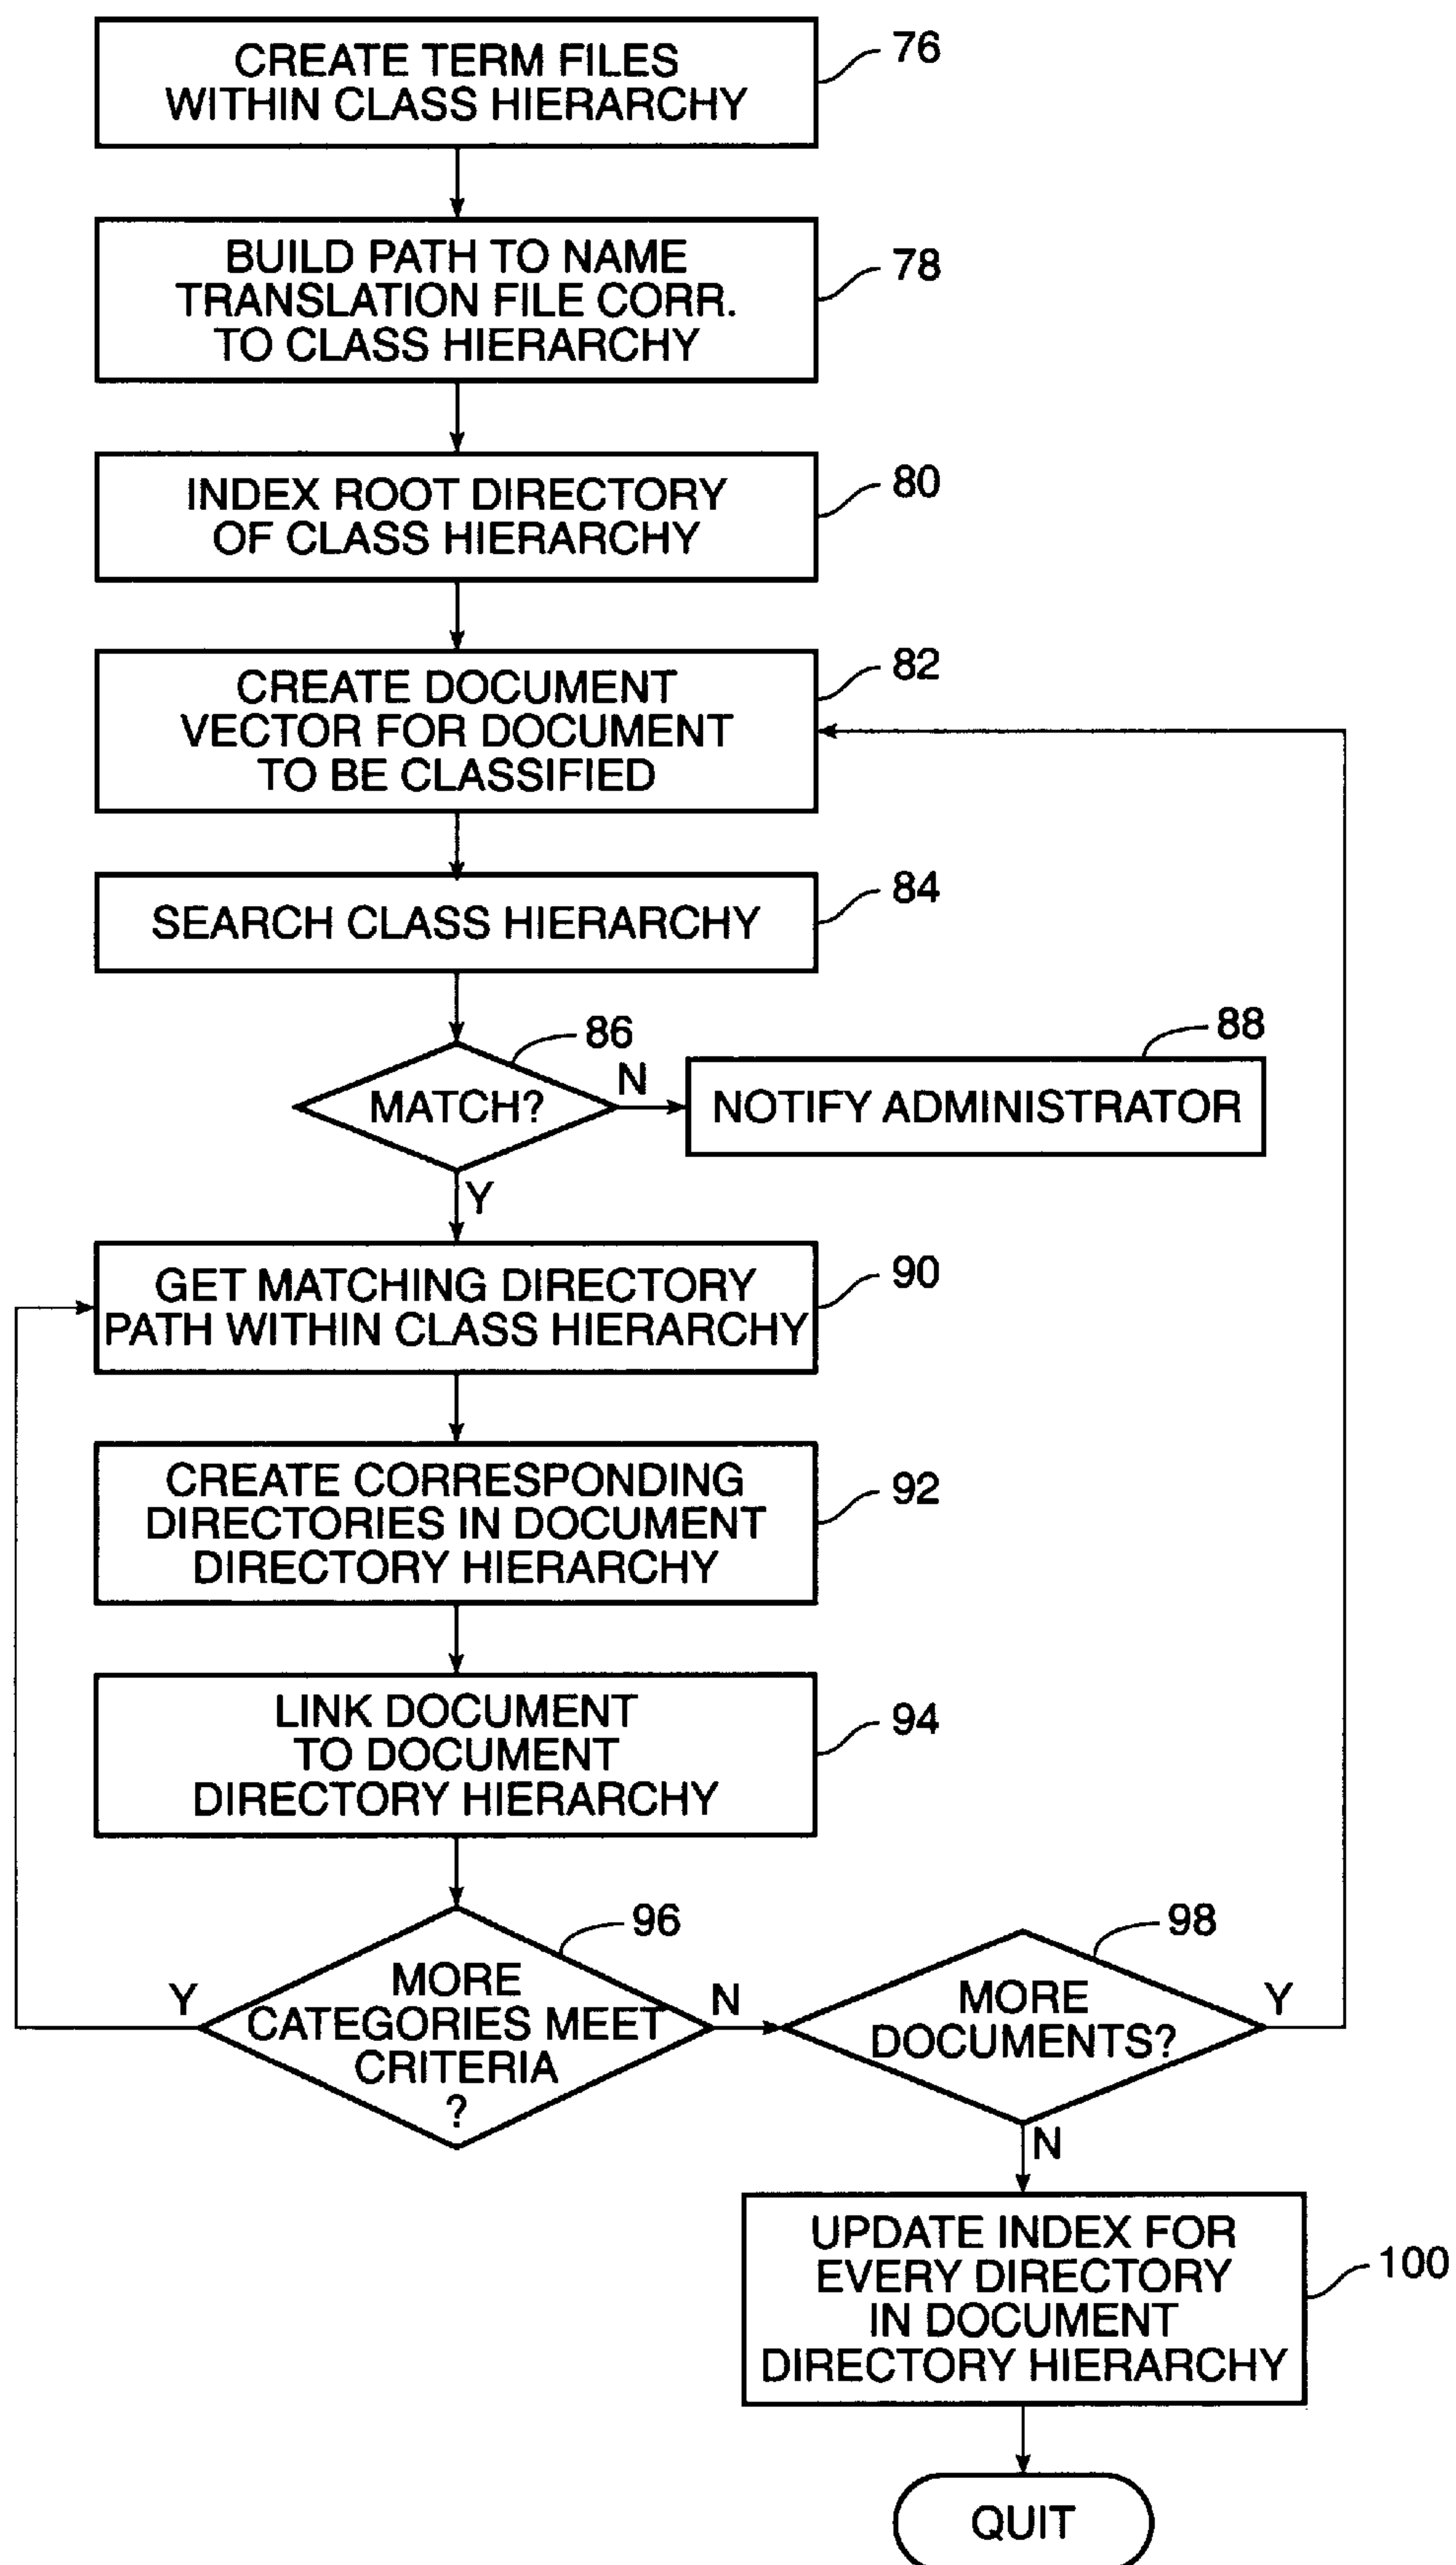 CREATE TERM FILES
WITHIN CLASS HIERARCHY
76
BUILD PATH TO NAME
TRANSLATION FILE CORR.
TO CLASS HIERARCHY
78
INDEX ROOT DIRECTORY
OF CLASS HIERARCHY
80
CREATE DOCUMENT
VECTOR FOR DOCUMENT
TO BE CLASSIFIED
82
SEARCH CLASS HIERARCHY
84
MATCH?
86
N
NOTIFY ADMINISTRATOR
88
Y
GET MATCHING DIRECTORY
PATH WITHIN CLASS HIERARCHY
90
CREATE CORRESPONDING
DIRECTORIES IN DOCUMENT
DIRECTORY HIERARCHY
92
LINK DOCUMENT
TO DOCUMENT
DIRECTORY HIERARCHY
94
Y
MORE
CATEGORIES MEET
CRITERIA
?
96
N
MORE
DOCUMENTS?
98
Y
N
UPDATE INDEX FOR
EVERY DIRECTORY
IN DOCUMENT
DIRECTORY HIERARCHY
100
QUIT